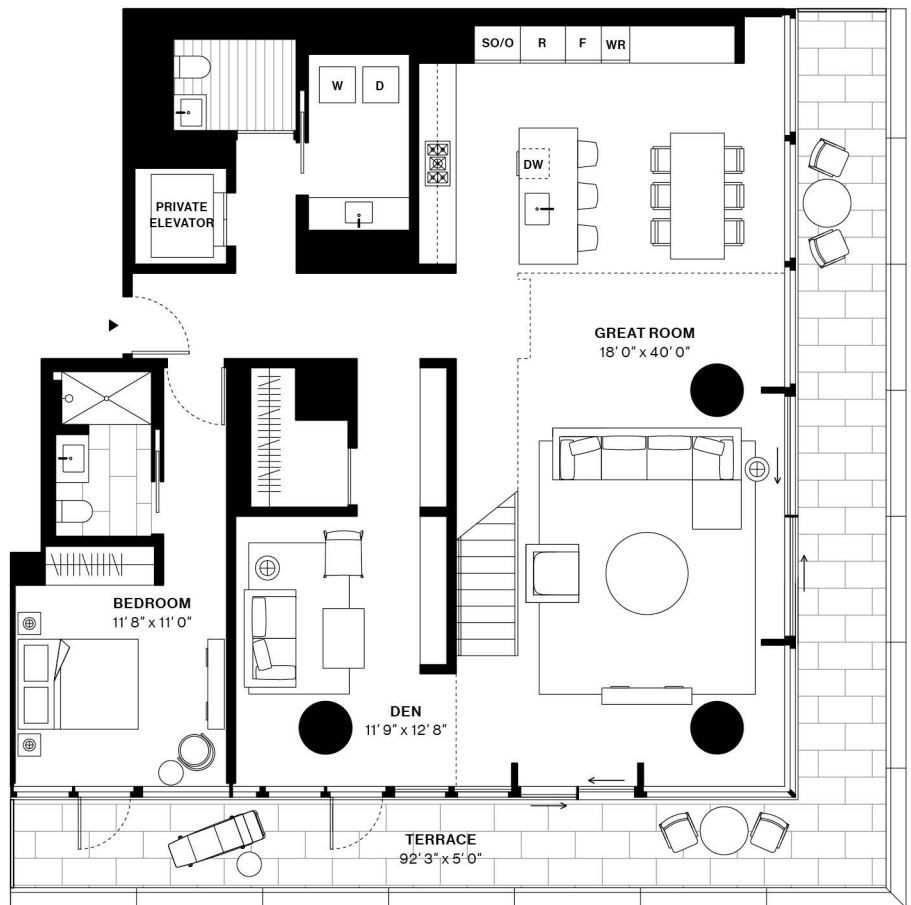 SO/O R F WR
W D
DW
PRIVATE
ELEVATOR
GREAT ROOM
18' 0" x 40' 0"
BEDROOM
11' 8" x 11' 0"
DEN
11' 9" x 12' 8"
TERRACE
92' 3" x 5' 0"